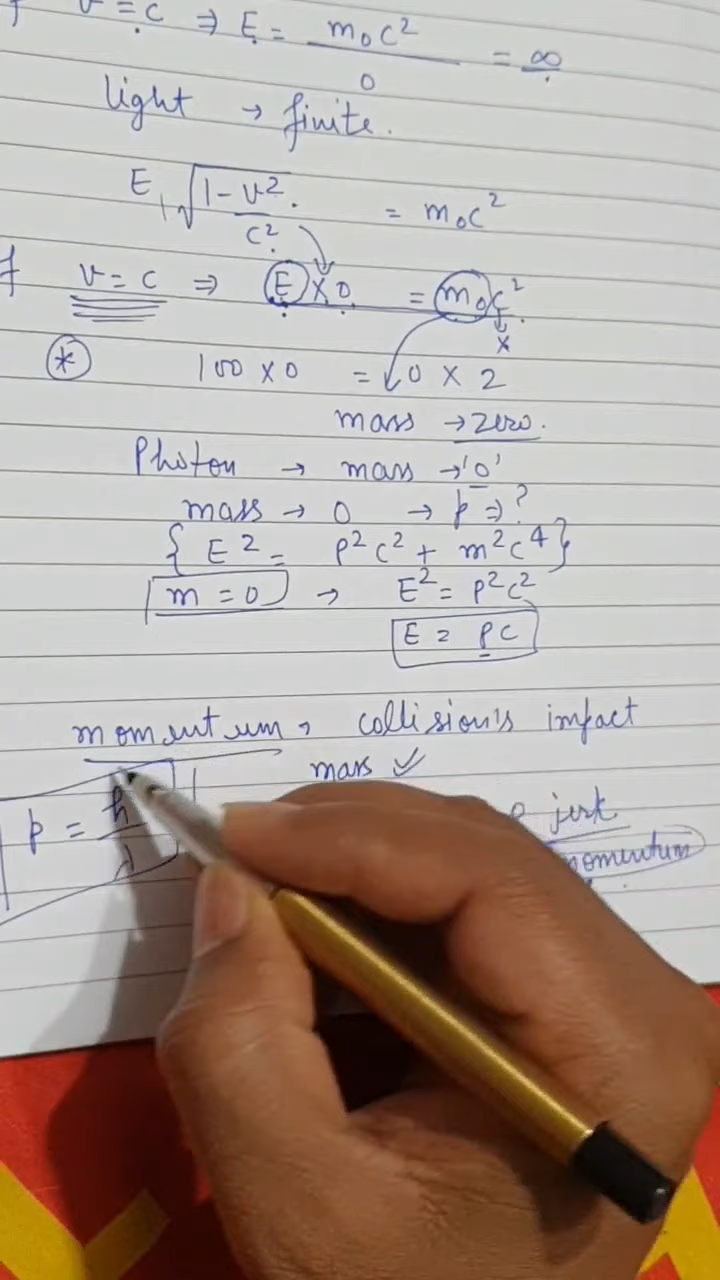 v = c ⇒ E = m₀c² / 0 = ∞
light → finite.
E √1 - v²/c² = m₀c²
v = c ⇒ E × 0 = m₀c²
x
* 100 × 0 = 0 × 2
mass → zero.
Photon → mass → '0'
mass → 0 → p ⇒ ?
{ E² = p²c² + m²c⁴ }
m = 0 → E² = p²c²
E = pc
momentum, collision's impact
mass ✓
p = h / λ
jerk
momentum